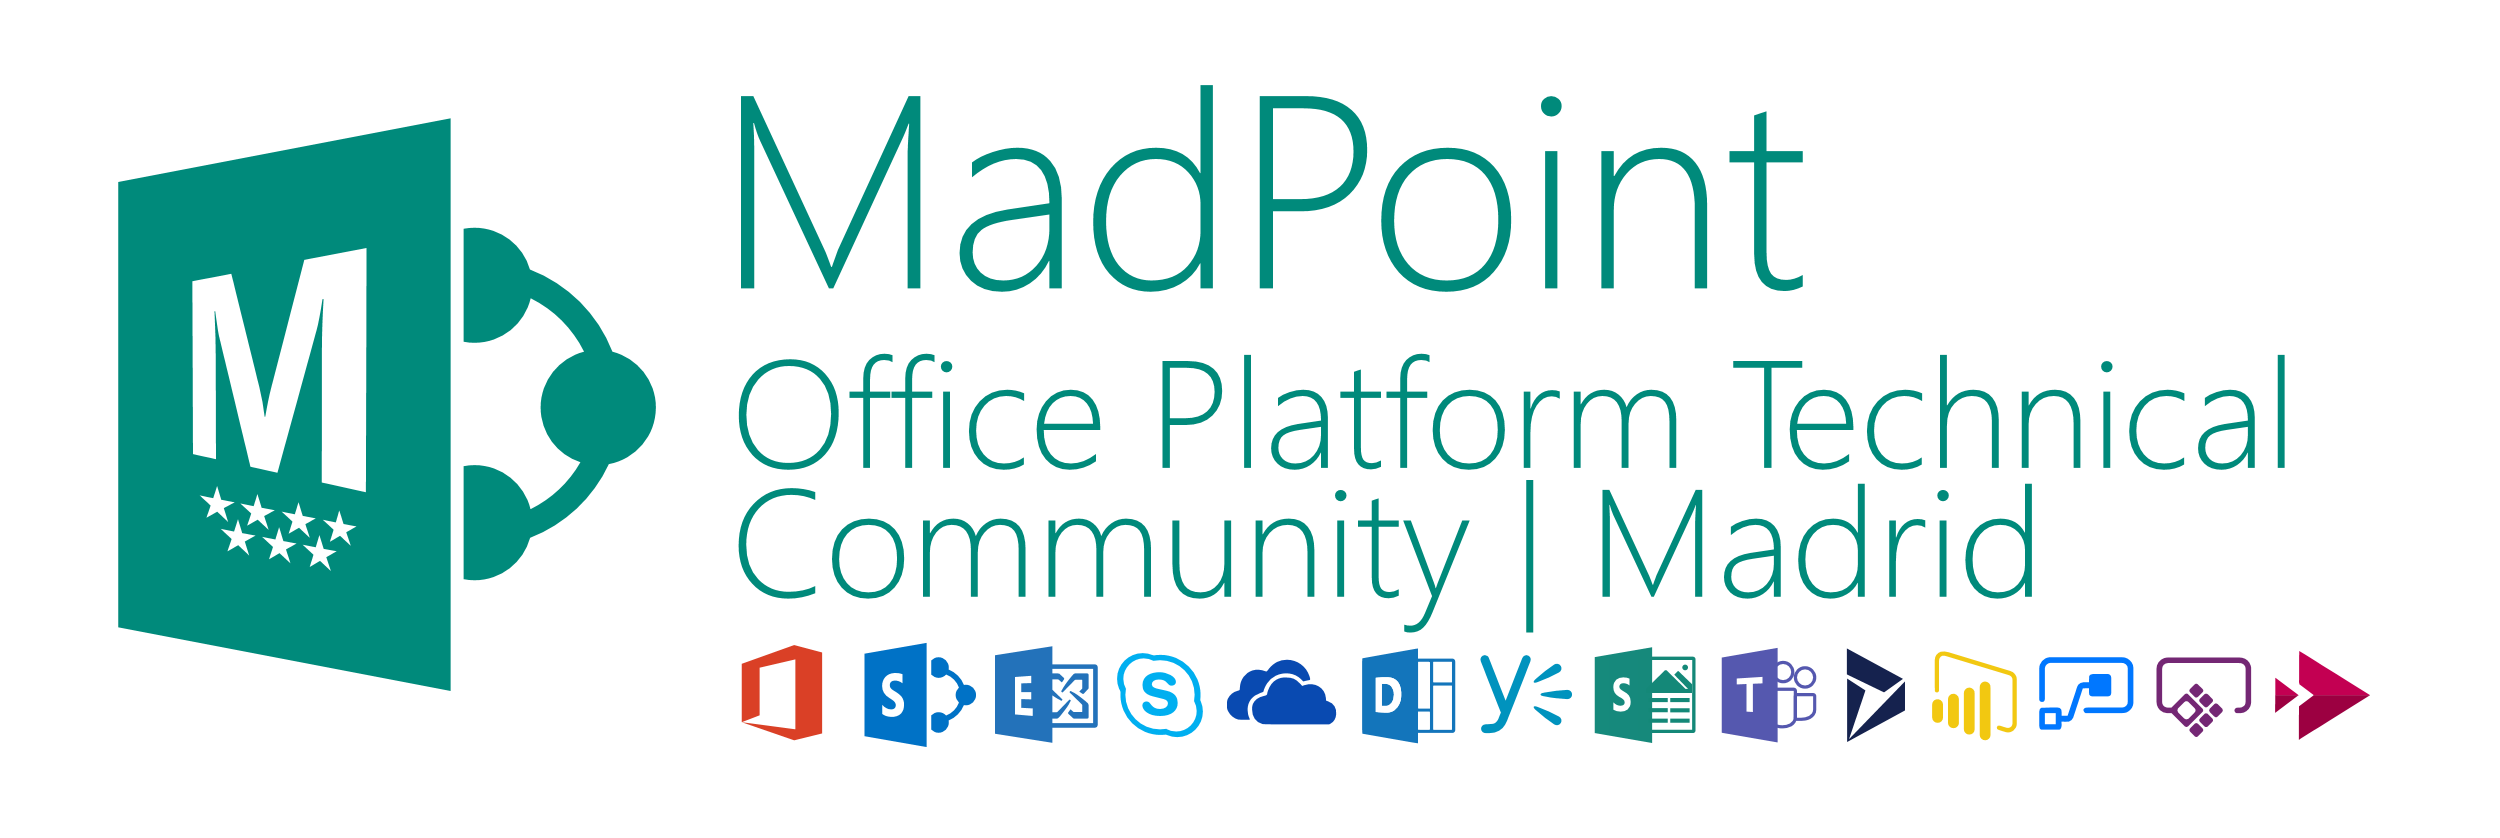 M
MadPoint
Office Platform Technical
Community | Madrid
S E S D S T